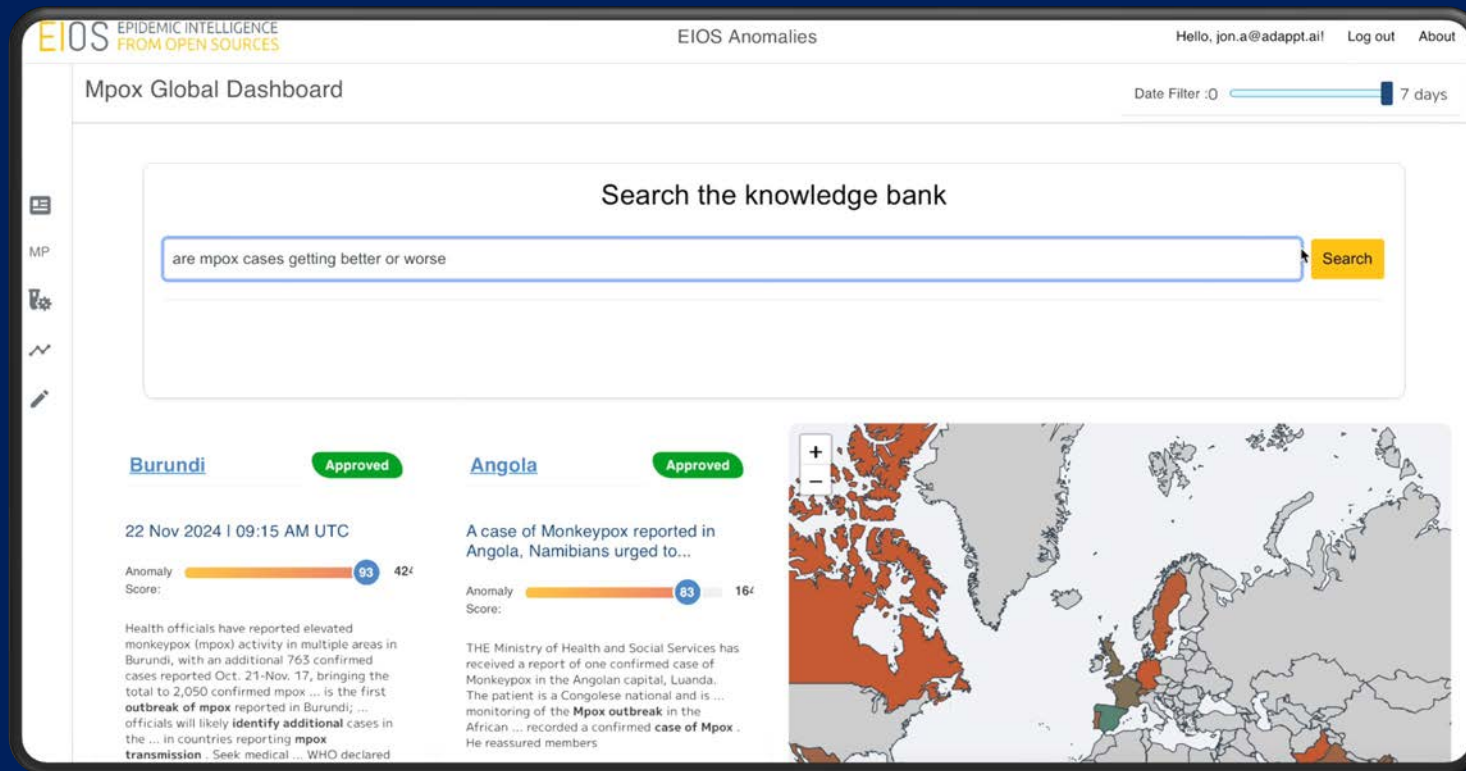 EIOS EPIDEMIC INTELLIGENCE
FROM OPEN SOURCES
EIOS Anomalies
Hello, jon.a@adappt.ai! Log out About
Mpox Global Dashboard
Date Filter :0 7 days
Search the knowledge bank
are mpox cases getting better or worse
Search
MP
Burundi
Approved
22 Nov 2024 | 09:15 AM UTC
Anomaly
Score:
93
Health officials have reported elevated
monkeypox (mpox) activity in multiple areas in
Burundi, with an additional 763 confirmed
cases reported Oct. 21-Nov. 17, bringing the
total to 2,050 confirmed mpox ... is the first
outbreak of mpox reported in Burundi; ...
officials will likely identify additional cases in
the ... in countries reporting mpox
transmission . Seek medical ... WHO declared
Angola
Approved
A case of Monkeypox reported in
Angola, Namibians urged to...
Anomaly
Score:
83
THE Ministry of Health and Social Services has
received a report of one confirmed case of
Monkeypox in the Angolan capital, Luanda.
The patient is a Congolese national and is ...
monitoring of the Mpox outbreak in the
African ... recorded a confirmed case of Mpox .
He reassured members
+
−